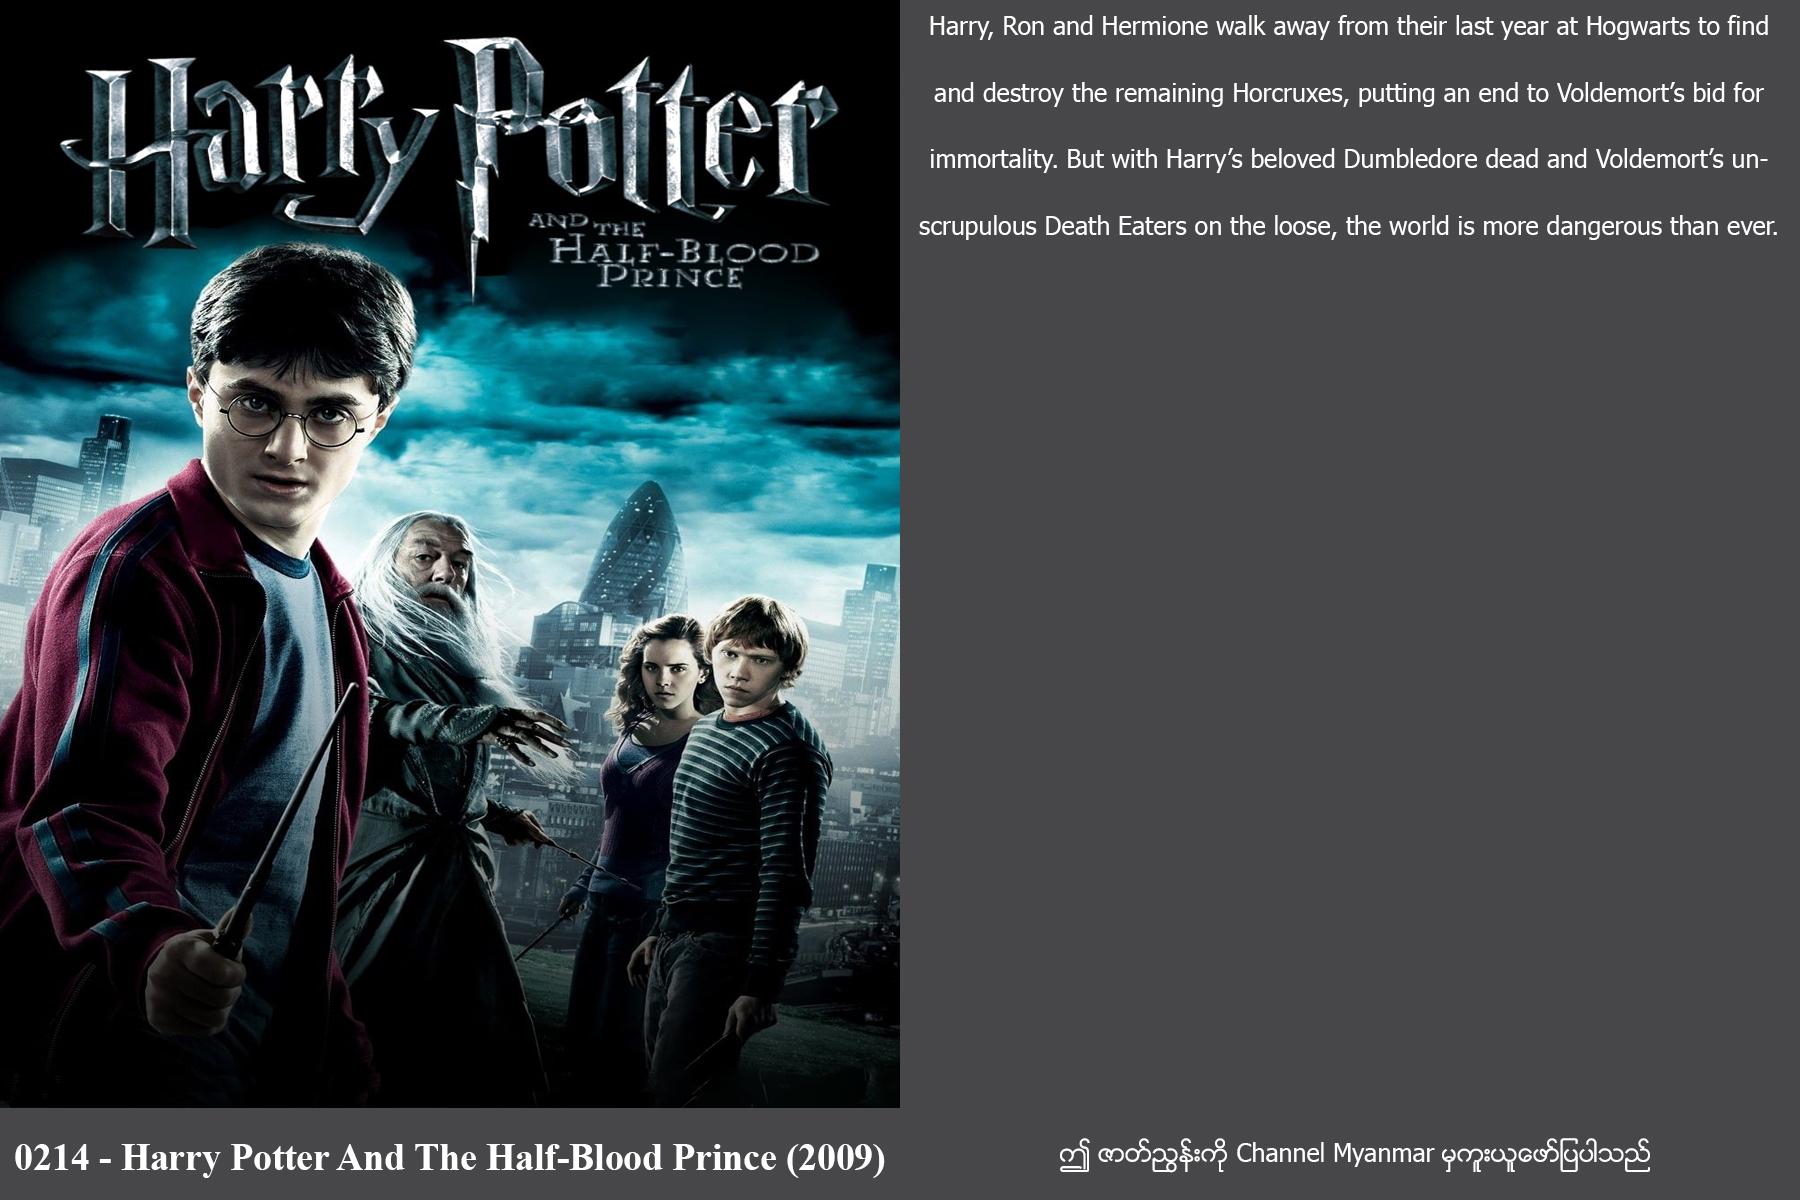 Harry Potter
AND THE
HALF-BLOOD
PRINCE
Harry, Ron and Hermione walk away from their last year at Hogwarts to find
and destroy the remaining Horcruxes, putting an end to Voldemort’s bid for
immortality. But with Harry’s beloved Dumbledore dead and Voldemort’s un-
scrupulous Death Eaters on the loose, the world is more dangerous than ever.
0214 - Harry Potter And The Half-Blood Prince (2009)
ဤ ဇာတ်ညွှန်းကို Channel Myanmar မှကူးယူဖော်ပြပါသည်